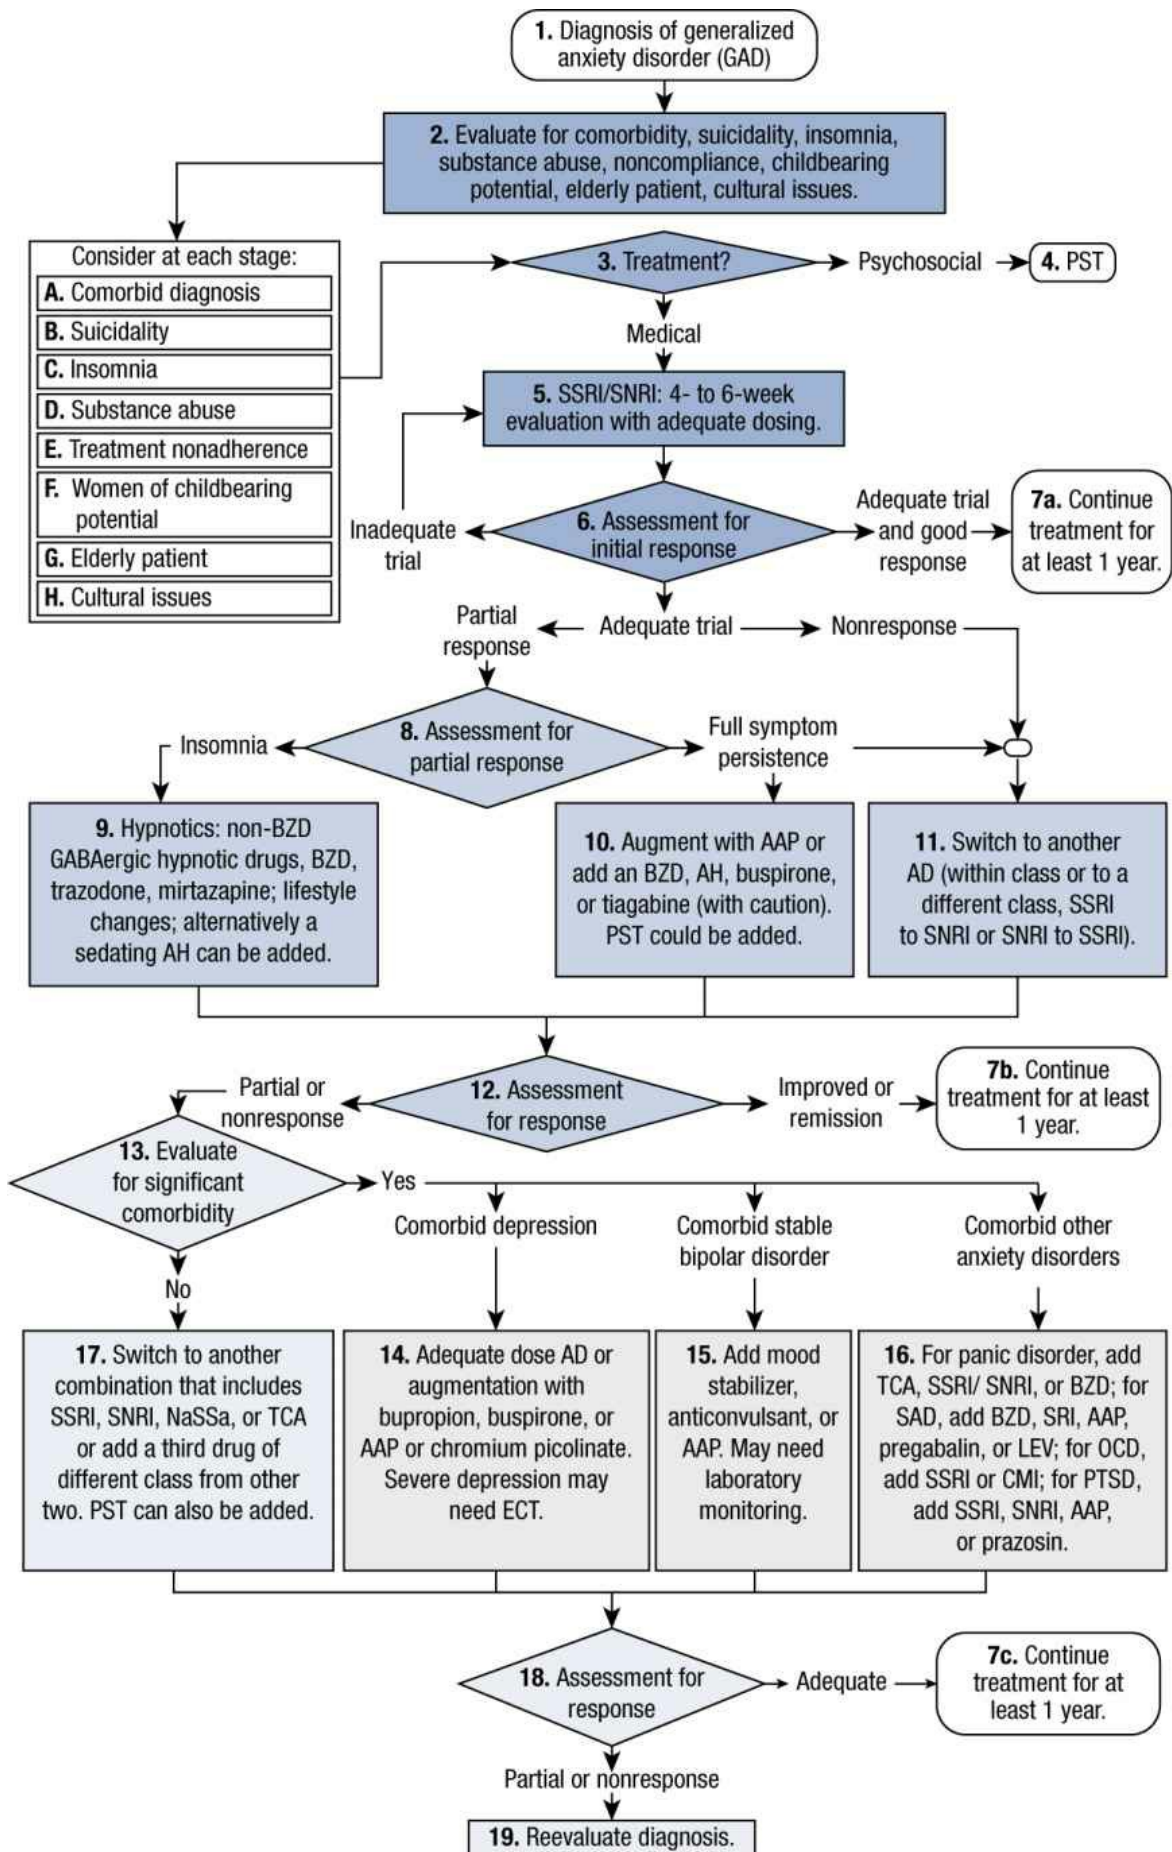 1. Diagnosis of generalized
anxiety disorder (GAD)
2. Evaluate for comorbidity, suicidality, insomnia,
substance abuse, noncompliance, childbearing
potential, elderly patient, cultural issues.
Consider at each stage:
A. Comorbid diagnosis
B. Suicidality
C. Insomnia
D. Substance abuse
E. Treatment nonadherence
F. Women of childbearing
potential
G. Elderly patient
H. Cultural issues
3. Treatment?
Psychosocial
4. PST
Medical
5. SSRI/SNRI: 4- to 6-week
evaluation with adequate dosing.
Inadequate
trial
6. Assessment for
initial response
Adequate trial
and good
response
7a. Continue
treatment for
at least 1 year.
Partial
response
Adequate trial
Nonresponse
8. Assessment for
partial response
Insomnia
Full symptom
persistence
9. Hypnotics: non-BZD
GABAergic hypnotic drugs, BZD,
trazodone, mirtazapine; lifestyle
changes; alternatively a
sedating AH can be added.
10. Augment with AAP or
add an BZD, AH, buspirone,
or tiagabine (with caution).
PST could be added.
11. Switch to another
AD (within class or to a
different class, SSRI
to SNRI or SNRI to SSRI).
12. Assessment
for response
Partial or
nonresponse
Improved or
remission
7b. Continue
treatment for at least
1 year.
13. Evaluate
for significant
comorbidity
Yes
Comorbid depression
Comorbid stable
bipolar disorder
Comorbid other
anxiety disorders
No
17. Switch to another
combination that includes
SSRI, SNRI, NaSSa, or TCA
or add a third drug of
different class from other
two. PST can also be added.
14. Adequate dose AD or
augmentation with
bupropion, buspirone, or
AAP or chromium picolinate.
Severe depression may
need ECT.
15. Add mood
stabilizer,
anticonvulsant, or
AAP. May need
laboratory
monitoring.
16. For panic disorder, add
TCA, SSRI/ SNRI, or BZD; for
SAD, add BZD, SRI, AAP,
pregabalin, or LEV; for OCD,
add SSRI or CMI; for PTSD,
add SSRI, SNRI, AAP,
or prazosin.
18. Assessment for
response
Adequate
7c. Continue
treatment for at
least 1 year.
Partial or nonresponse
19. Reevaluate diagnosis.